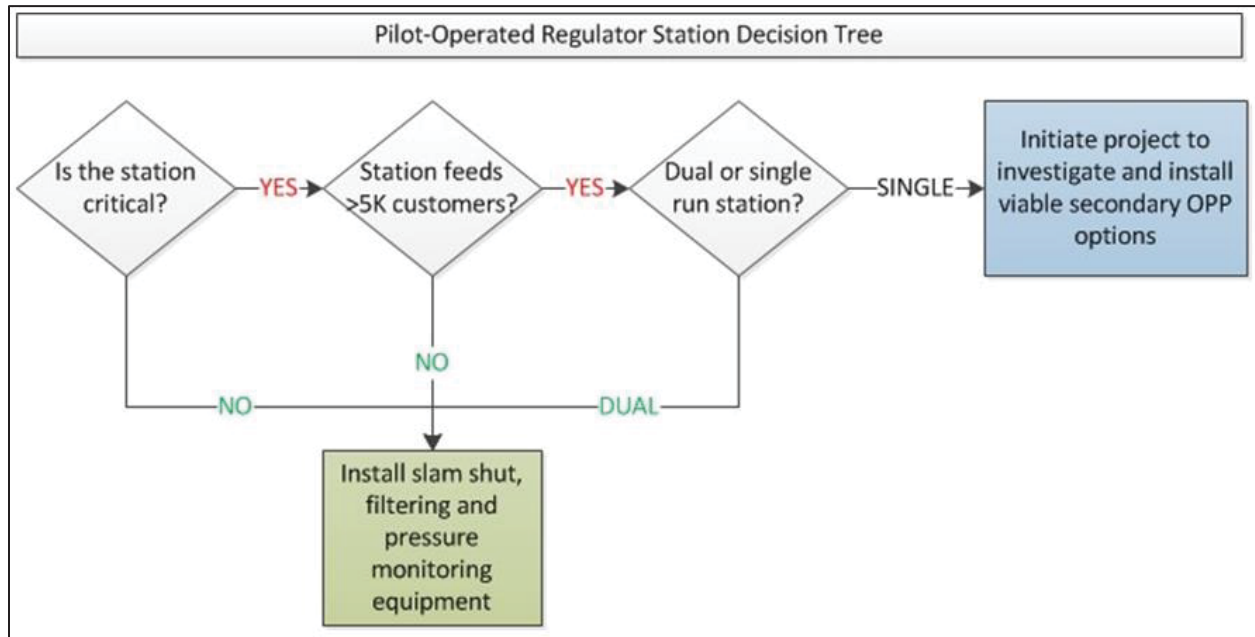 Pilot-Operated Regulator Station Decision Tree
Is the station
critical?
YES
Station feeds
>5K customers?
YES
Dual or single
run station?
SINGLE
Initiate project to
investigate and install
viable secondary OPP
options
NO
NO
DUAL
Install slam shut,
filtering and
pressure
monitoring
equipment